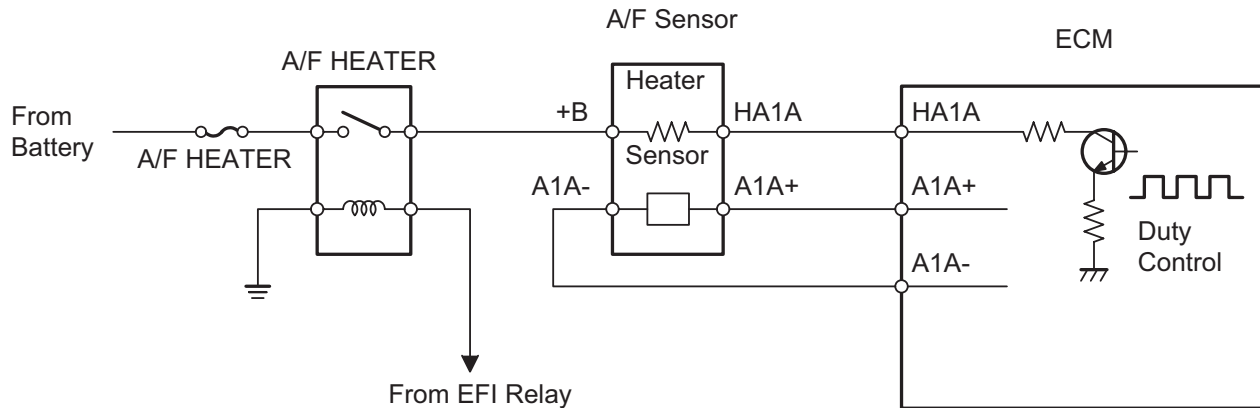 A/F Sensor
ECM
A/F HEATER
Heater
From
Battery
+B
HA1A
HA1A
A/F HEATER
Sensor
A1A-
A1A+
A1A+
Duty
Control
A1A-
From EFI Relay